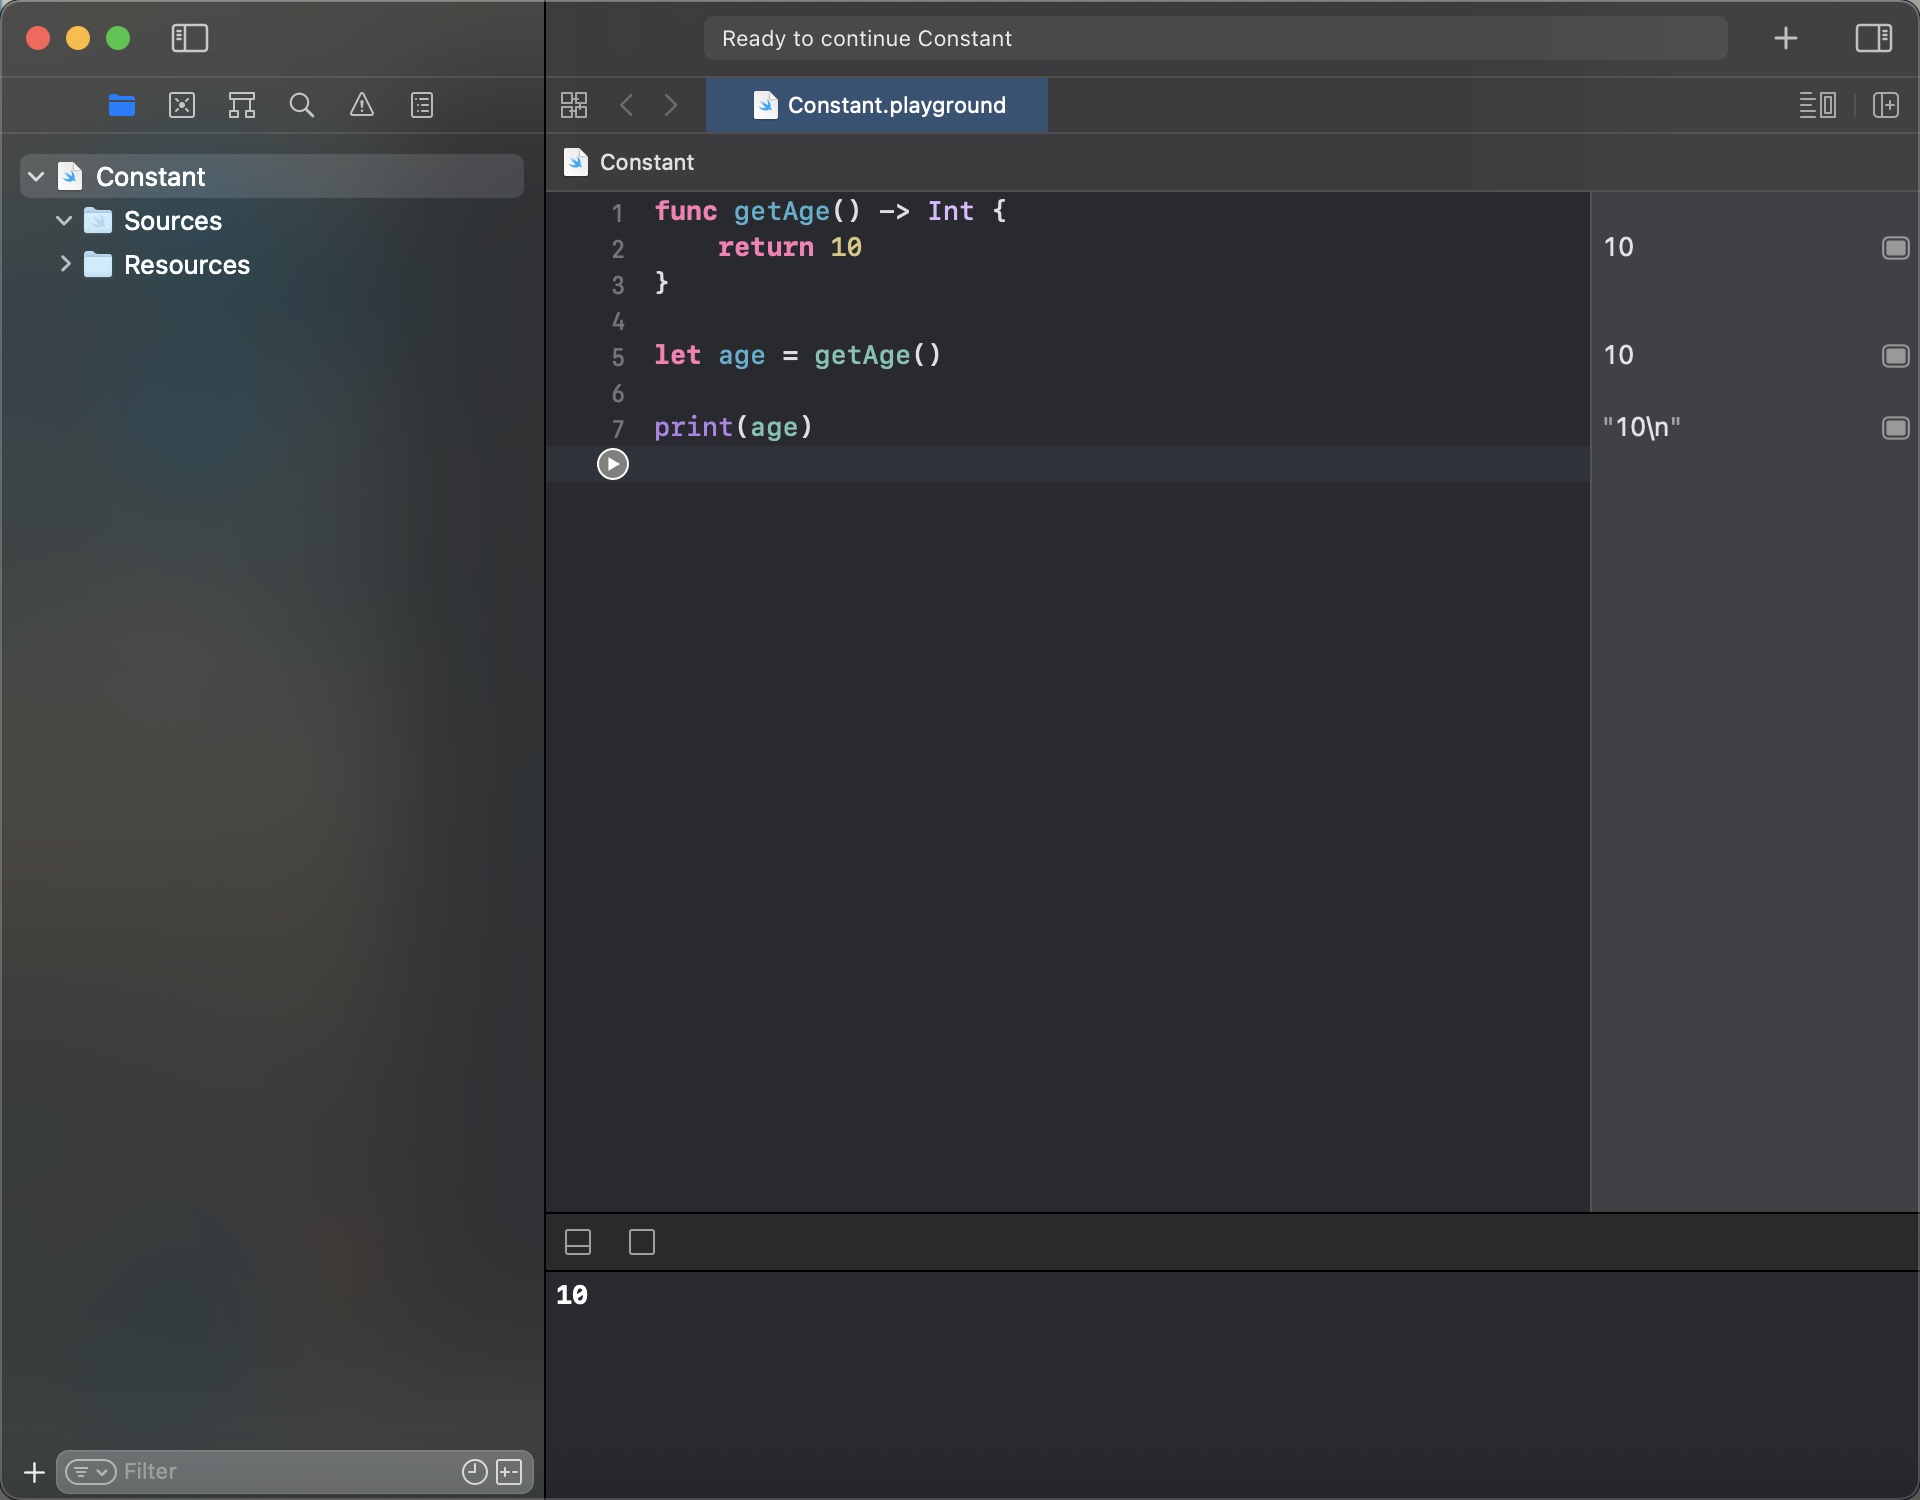 Ready to continue Constant
Constant.playground
Constant
Sources
Resources
Constant
1 func getAge() -> Int {
2     return 10
3 }
4
5 let age = getAge()
6
7 print(age)
10
10
"10\n"
10
Filter